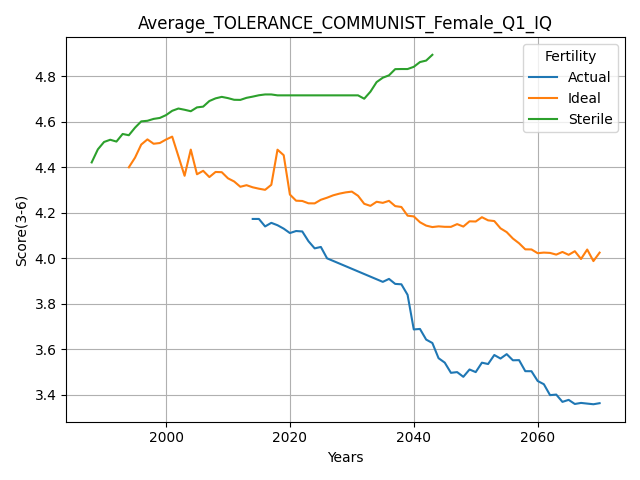 Average_TOLERANCE_COMMUNIST_Female_Q1_IQ
Fertility
Actual
Ideal
Sterile
Score(3-6)
4.8
4.6
4.4
4.2
4.0
3.8
3.6
3.4
2000
2020
2040
2060
Years